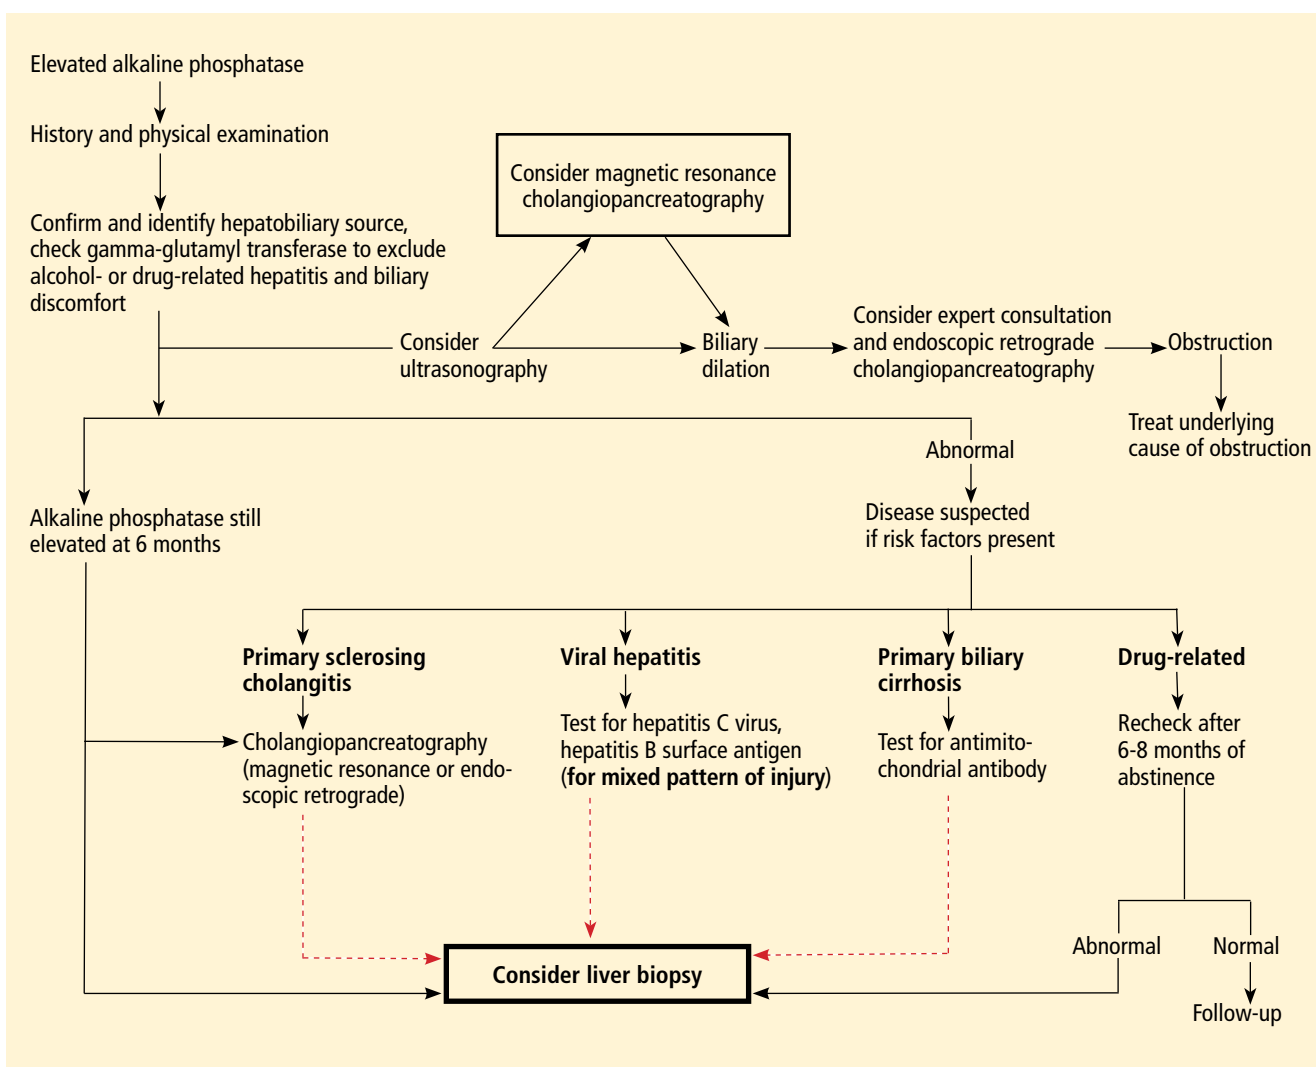 Elevated alkaline phosphatase
History and physical examination
Confirm and identify hepatobiliary source,
check gamma-glutamyl transferase to exclude
alcohol- or drug-related hepatitis and biliary
discomfort
Consider magnetic resonance
cholangiopancreatography
Consider
ultrasonography
Biliary
dilation
Consider expert consultation
and endoscopic retrograde
cholangiopancreatography
Obstruction
Treat underlying
cause of obstruction
Abnormal
Alkaline phosphatase still
elevated at 6 months
Disease suspected
if risk factors present
Primary sclerosing
cholangitis
Cholangiopancreatography
(magnetic resonance or endo-
scopic retrograde)
Viral hepatitis
Test for hepatitis C virus,
hepatitis B surface antigen
(for mixed pattern of injury)
Primary biliary
cirrhosis
Test for antimito-
chondrial antibody
Drug-related
Recheck after
6-8 months of
abstinence
Abnormal
Normal
Follow-up
Consider liver biopsy